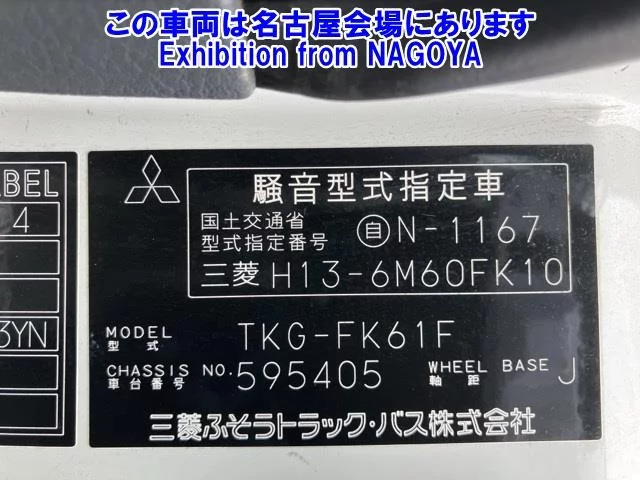 この車両は名古屋会場にあります
Exhibition from NAGOYA
ABEL
4
3YN
騒音型式指定車
国土交通省
型式指定番号
自N-1167
三菱 H13-6M60FK10
MODEL
型式
TKG-FK61F
CHASSIS NO.
車台番号
595405
WHEEL BASE
軸距
J
三菱ふそうトラック・バス株式会社